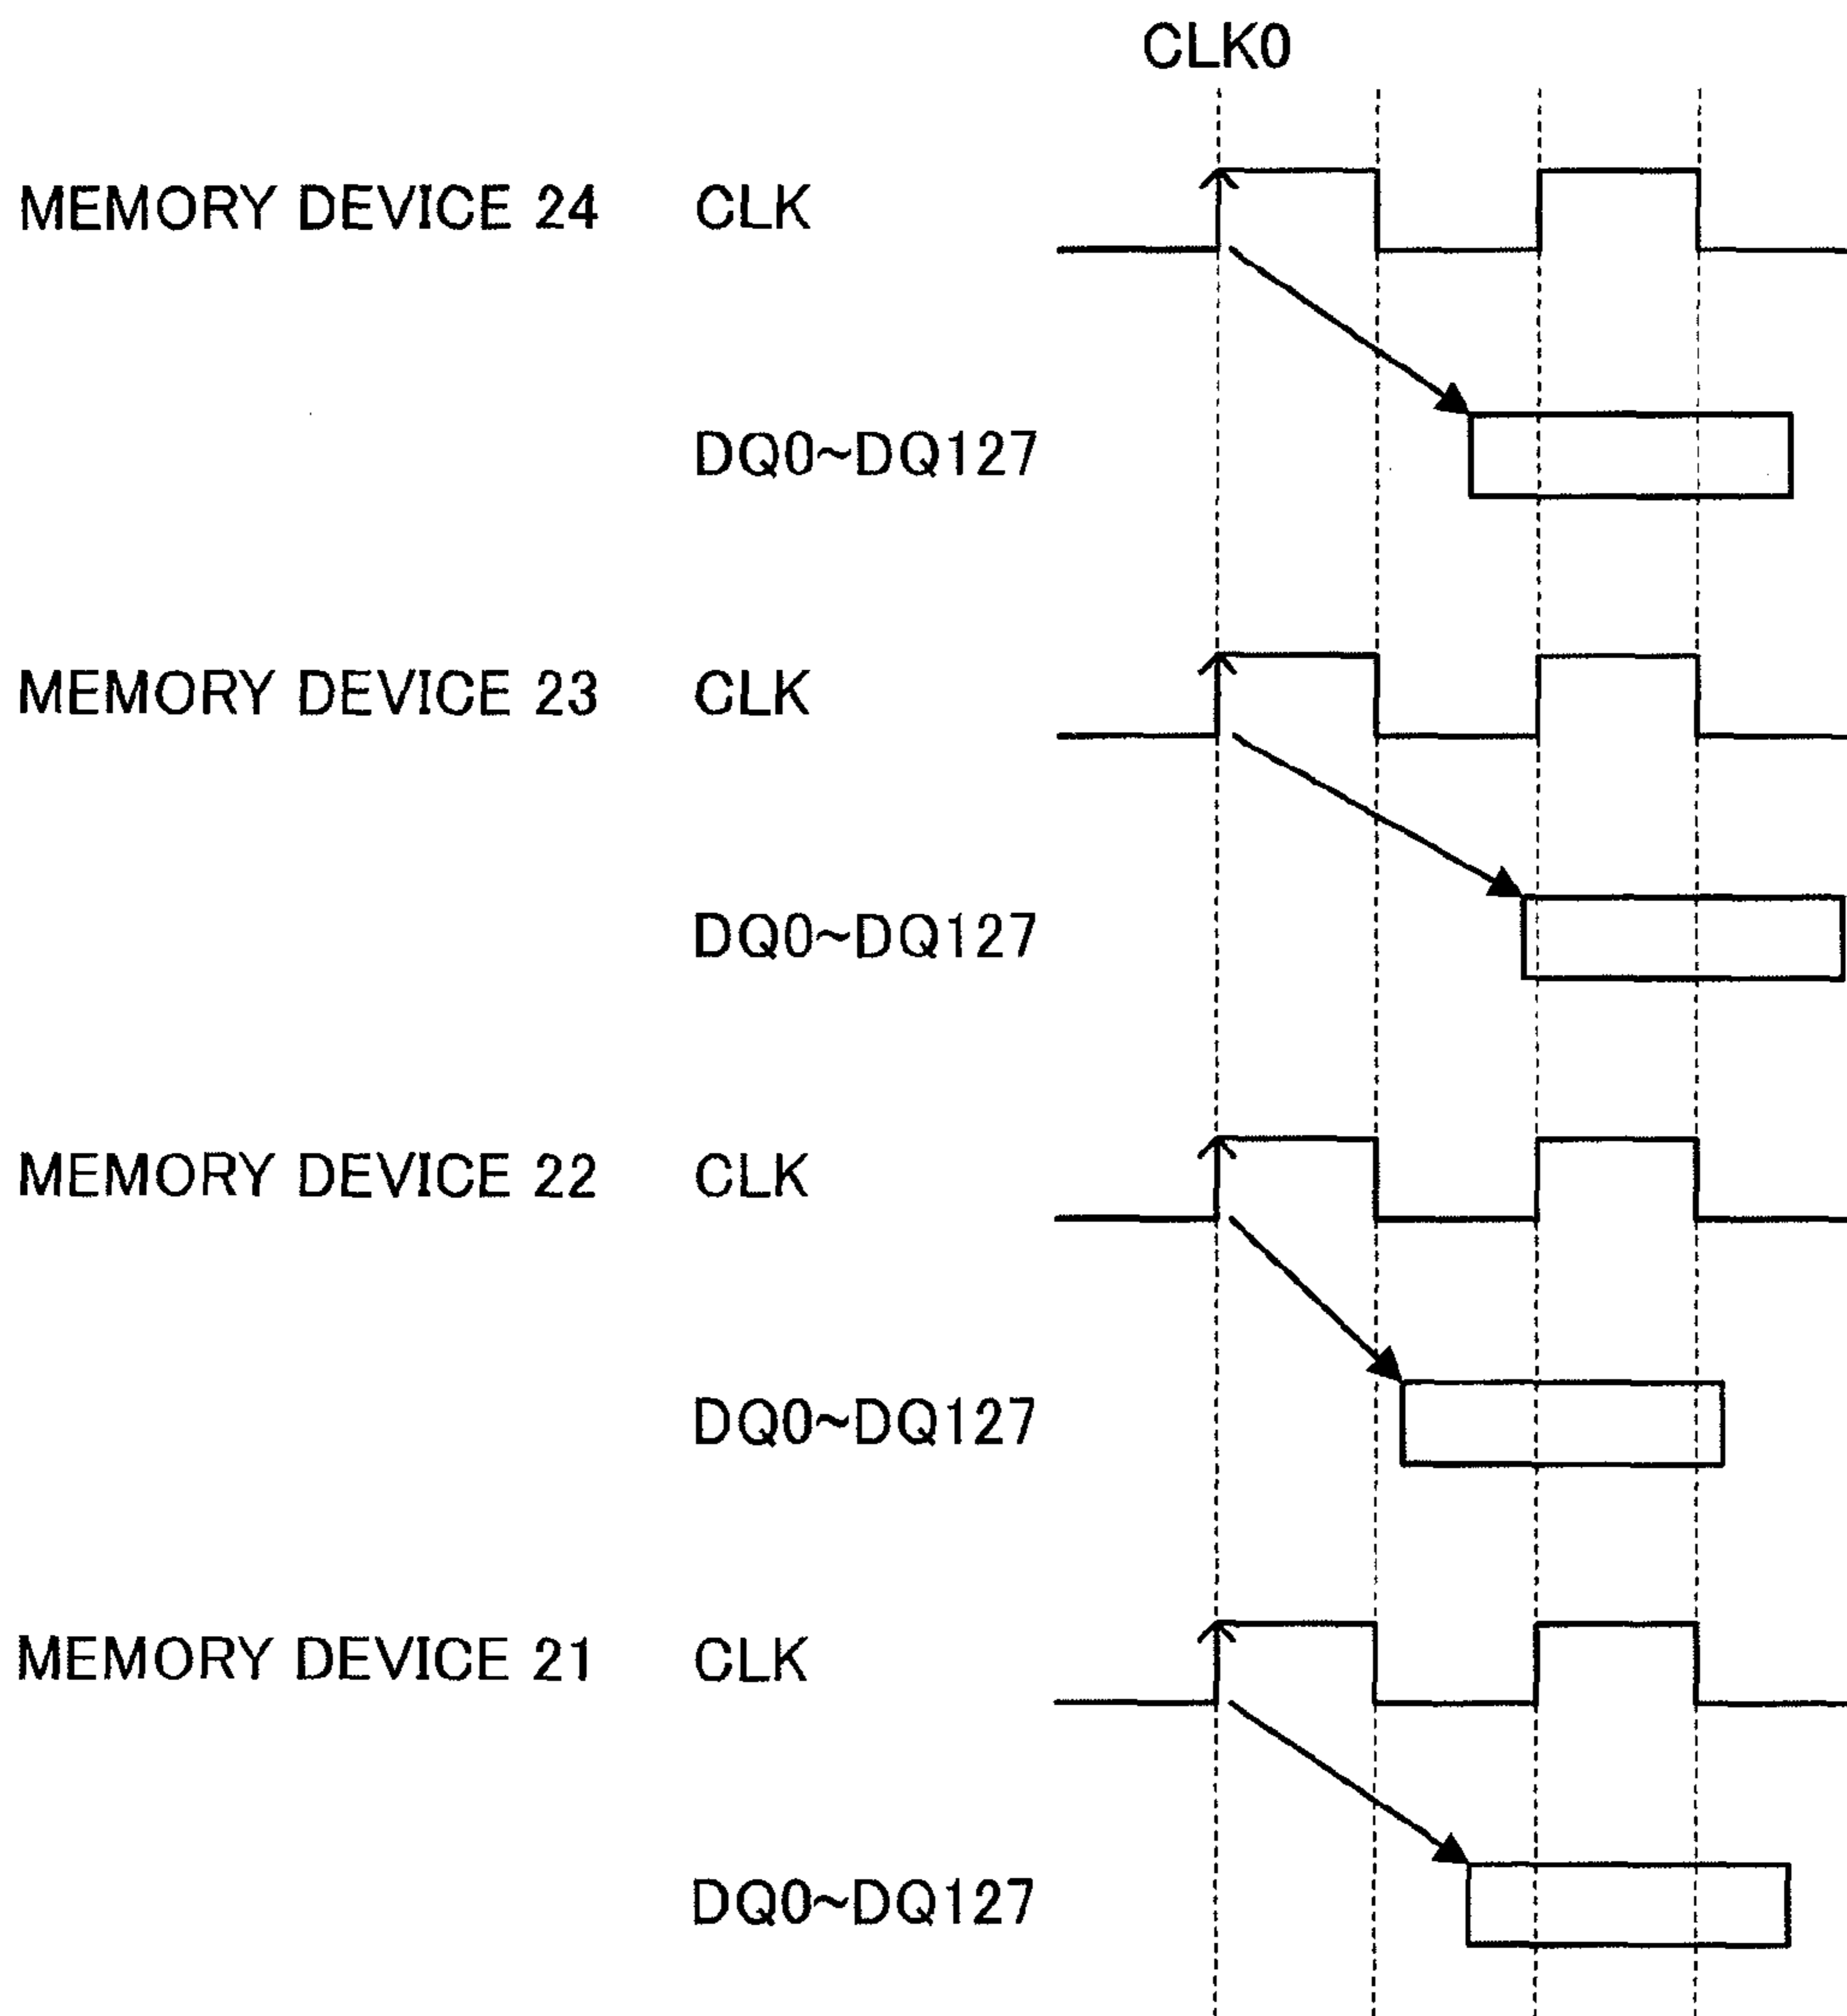 CLK0
MEMORY DEVICE 24 CLK
DQ0~DQ127
MEMORY DEVICE 23 CLK
DQ0~DQ127
MEMORY DEVICE 22 CLK
DQ0~DQ127
MEMORY DEVICE 21 CLK
DQ0~DQ127